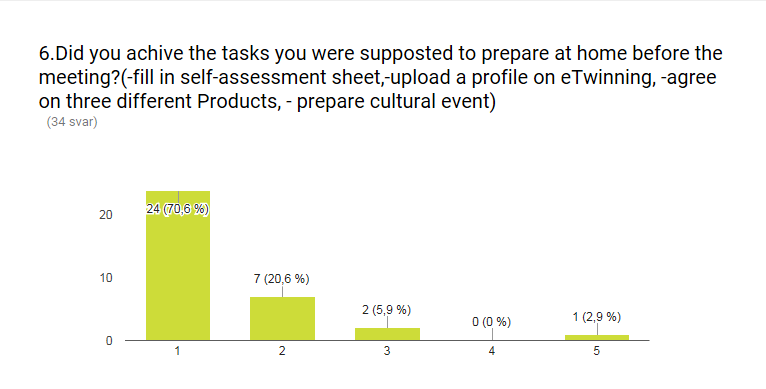 6.Did you achive the tasks you were supposted to prepare at home before the
meeting?(-fill in self-assessment sheet,-upload a profile on eTwinning, -agree
on three different Products, - prepare cultural event)
(34 svar)
20
10
0
24 (70,6 %)
7 (20,6 %)
2 (5,9 %)
0 (0 %)
1 (2,9 %)
1
2
3
4
5